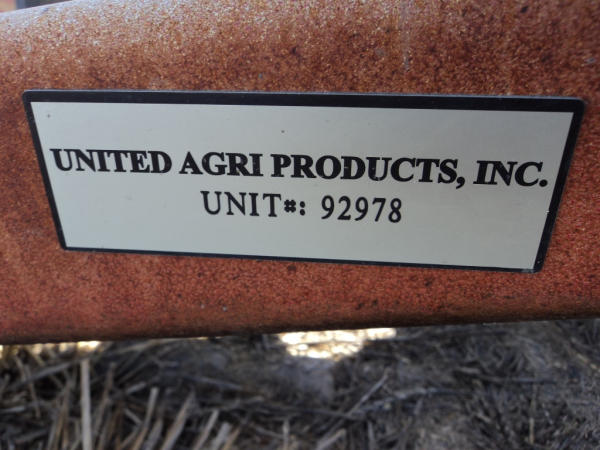 UNITED AGRI PRODUCTS, INC.
UNIT#: 92978